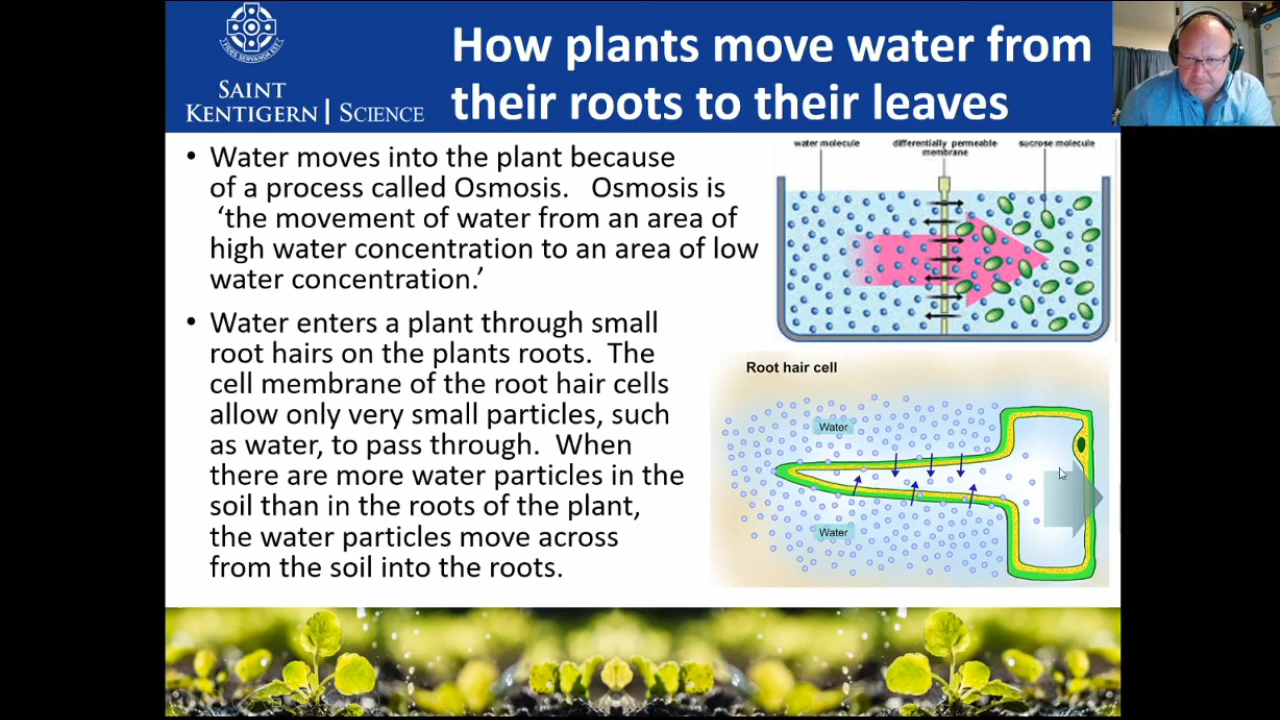 FIDES SERVANDA EST
SAINT
KENTIGERN | SCIENCE
How plants move water from
their roots to their leaves
• Water moves into the plant because
of a process called Osmosis. Osmosis is
‘the movement of water from an area of
high water concentration to an area of low
water concentration.’
• Water enters a plant through small
root hairs on the plants roots. The
cell membrane of the root hair cells
allow only very small particles, such
as water, to pass through. When
there are more water particles in the
soil than in the roots of the plant,
the water particles move across
from the soil into the roots.
water molecule
differentially permeable
membrane
sucrose molecule
Root hair cell
Water
Water